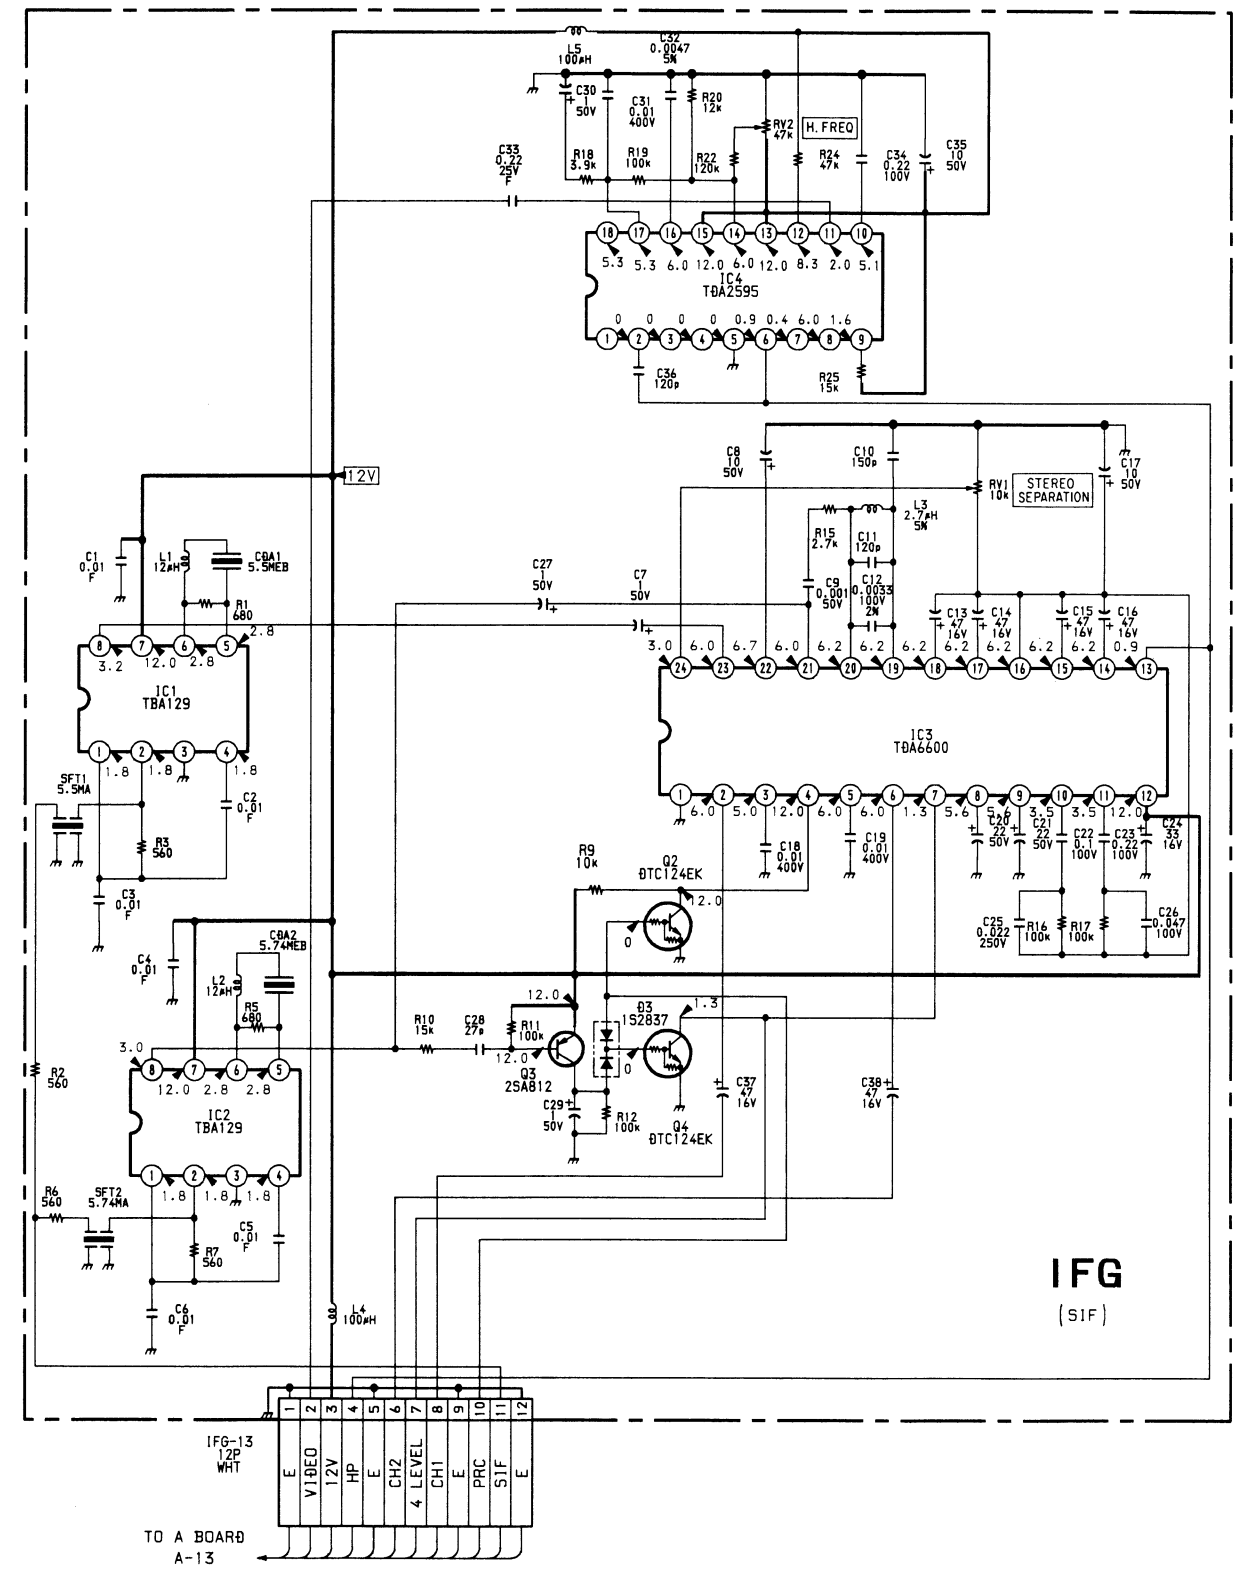 L5
100µH
C32
0.0047
5%
C30
1
50V
C31
0.01
400V
R20
12k
RV2
47k
H.FREQ
C33
0.22
25V
F
R18
3.9k
R19
100k
R22
120k
R24
47k
C34
0.22
100V
C35
10
50V
18 17 16 15 14 13 12 11 10
5.3 5.3 6.0 12.0 6.0 12.0 8.3 2.0 5.1
IC4
TDA2595
0 0 0 0 0.9 0.4 6.0 1.6
1 2 3 4 5 6 7 8 9
C36
120p
R25
15k
12V
C8
10
50V
C10
150p
RV1
10k
STEREO
SEPARATION
C17
10
50V
L3
2.7µH
5%
R15
2.7k
C11
120p
C9
0.001
50V
C12
0.0033
100V
2%
C13
47
16V
C14
47
16V
C15
47
16V
C16
47
16V
C27
1
50V
C7
1
50V
C1
0.01
F
L1
12µH
CDA1
5.5MEB
R1
680
2.8
8 7 6 5
3.2 12.0 2.8
IC1
TBA129
1 2 3 4
1.8 1.8 1.8
SFT1
5.5MA
C2
0.01
F
R3
560
C3
0.01
F
3.0 6.0 6.7 6.0 6.2 6.2 6.2 6.2 6.2 6.2 6.2 0.9
24 23 22 21 20 19 18 17 16 15 14 13
IC3
TDA6600
1 2 3 4 5 6 7 8 9 10 11 12
6.0 5.0 12.0 6.0 6.0 1.3 5.6 5.6 3.5 3.5 12.0
C18
0.01
400V
C19
0.01
400V
C20
22
50V
C21
22
50V
C22
0.1
100V
C23
0.22
100V
C24
33
16V
C25
0.022
250V
R16
100k
R17
100k
C26
0.047
100V
R9
10k
Q2
DTC124EK
12.0
0
C4
0.01
F
CDA2
5.74MEB
L2
12µH
R5
680
3.0
8 7 6 5
12.0 2.8 2.8
IC2
TBA129
1 2 3 4
1.8 1.8 1.8
R2
560
R10
15k
C28
27p
12.0
R11
100k
12.0
Q3
2SA812
D3
1S2837
1.3
0
C29
1
50V
R12
100k
Q4
DTC124EK
C37
47
16V
C38
47
16V
R6
560
SFT2
5.74MA
R7
560
C5
0.01
F
C6
0.01
F
L4
100µH
IFG
(SIF)
1 2 3 4 5 6 7 8 9 10 11 12
IFG-13
12P
WHT
E
VIDEO
12V
HP
E
CH2
4 LEVEL
CH1
E
PRC
SIF
E
TO A BOARD
A-13